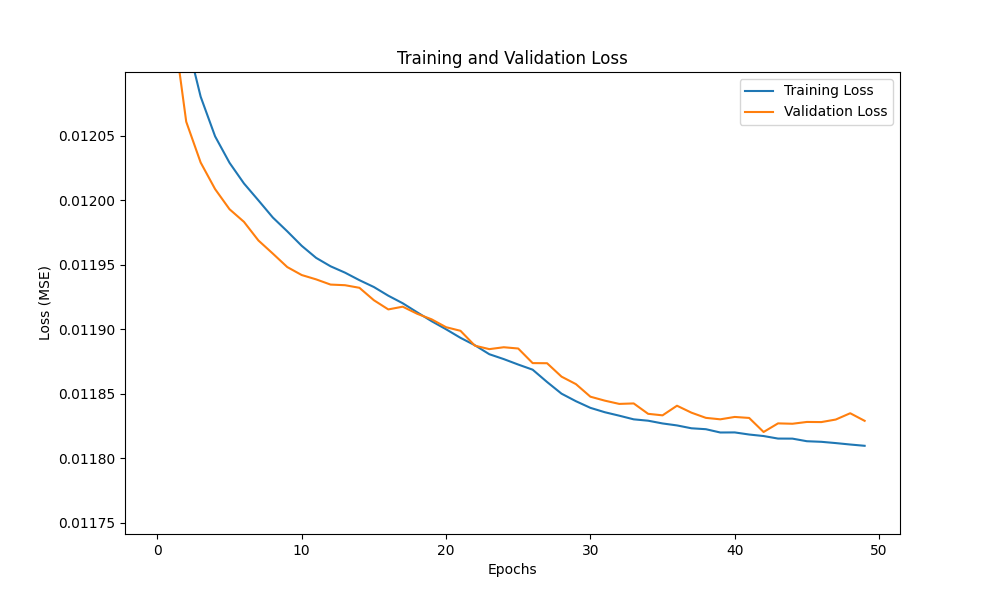 Training and Validation Loss
Training Loss
Validation Loss
0.01205
0.01200
0.01195
0.01190
0.01185
0.01180
0.01175
Loss (MSE)
0 10 20 30 40 50
Epochs